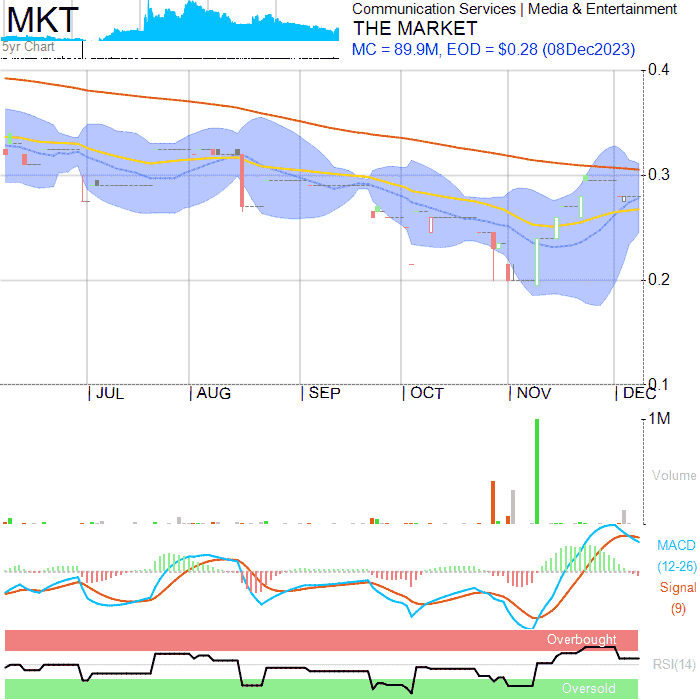 MKT
5yr Chart
Communication Services | Media & Entertainment
THE MARKET
MC = 89.9M, EOD = $0.28 (08Dec2023)
0.4
0.3
0.2
0.1
JUL AUG SEP OCT NOV DEC
1M
Volume
MACD
(12-26)
Signal
(9)
Overbought
RSI(14)
Oversold